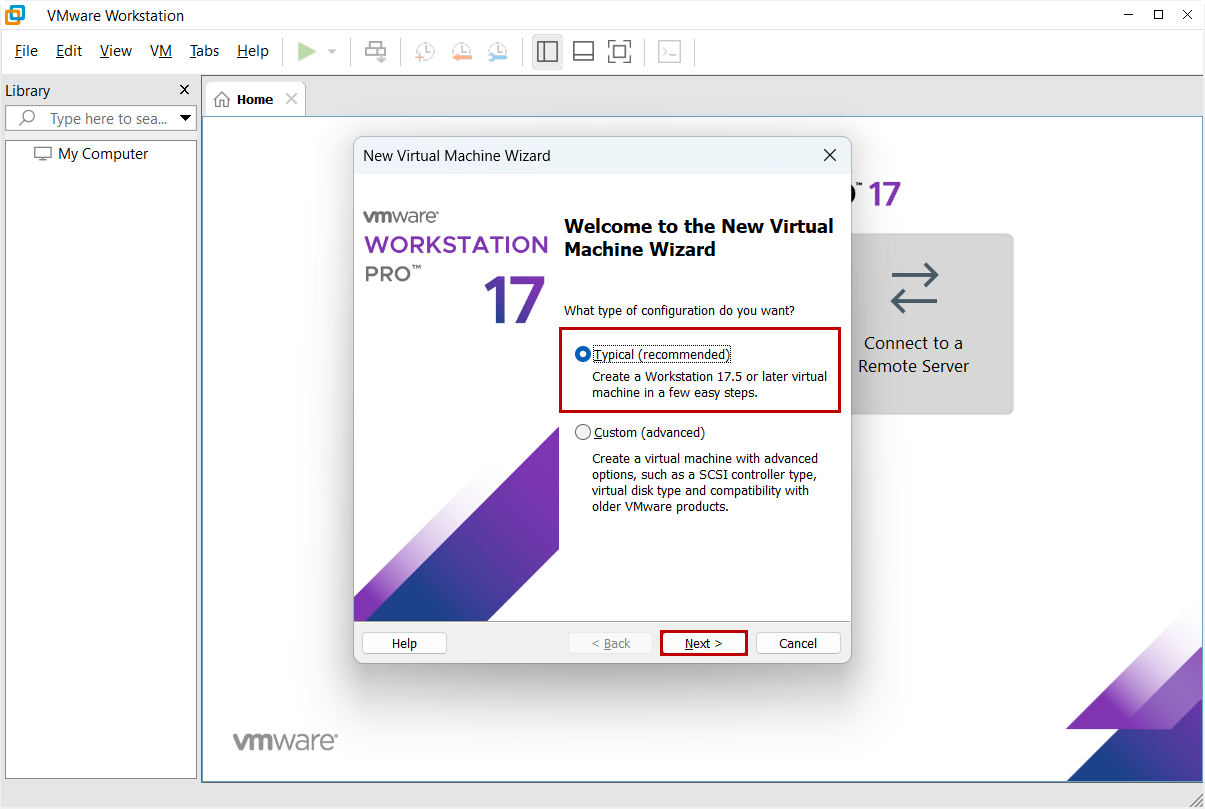 VMware Workstation
File Edit View VM Tabs Help
Library
Type here to sea...
My Computer
Home
™ 17
Connect to a
Remote Server
New Virtual Machine Wizard
vmware®
WORKSTATION
PRO™
17
Welcome to the New Virtual
Machine Wizard
What type of configuration do you want?
Typical (recommended)
Create a Workstation 17.5 or later virtual
machine in a few easy steps.
Custom (advanced)
Create a virtual machine with advanced
options, such as a SCSI controller type,
virtual disk type and compatibility with
older VMware products.
Help < Back Next > Cancel
vmware®